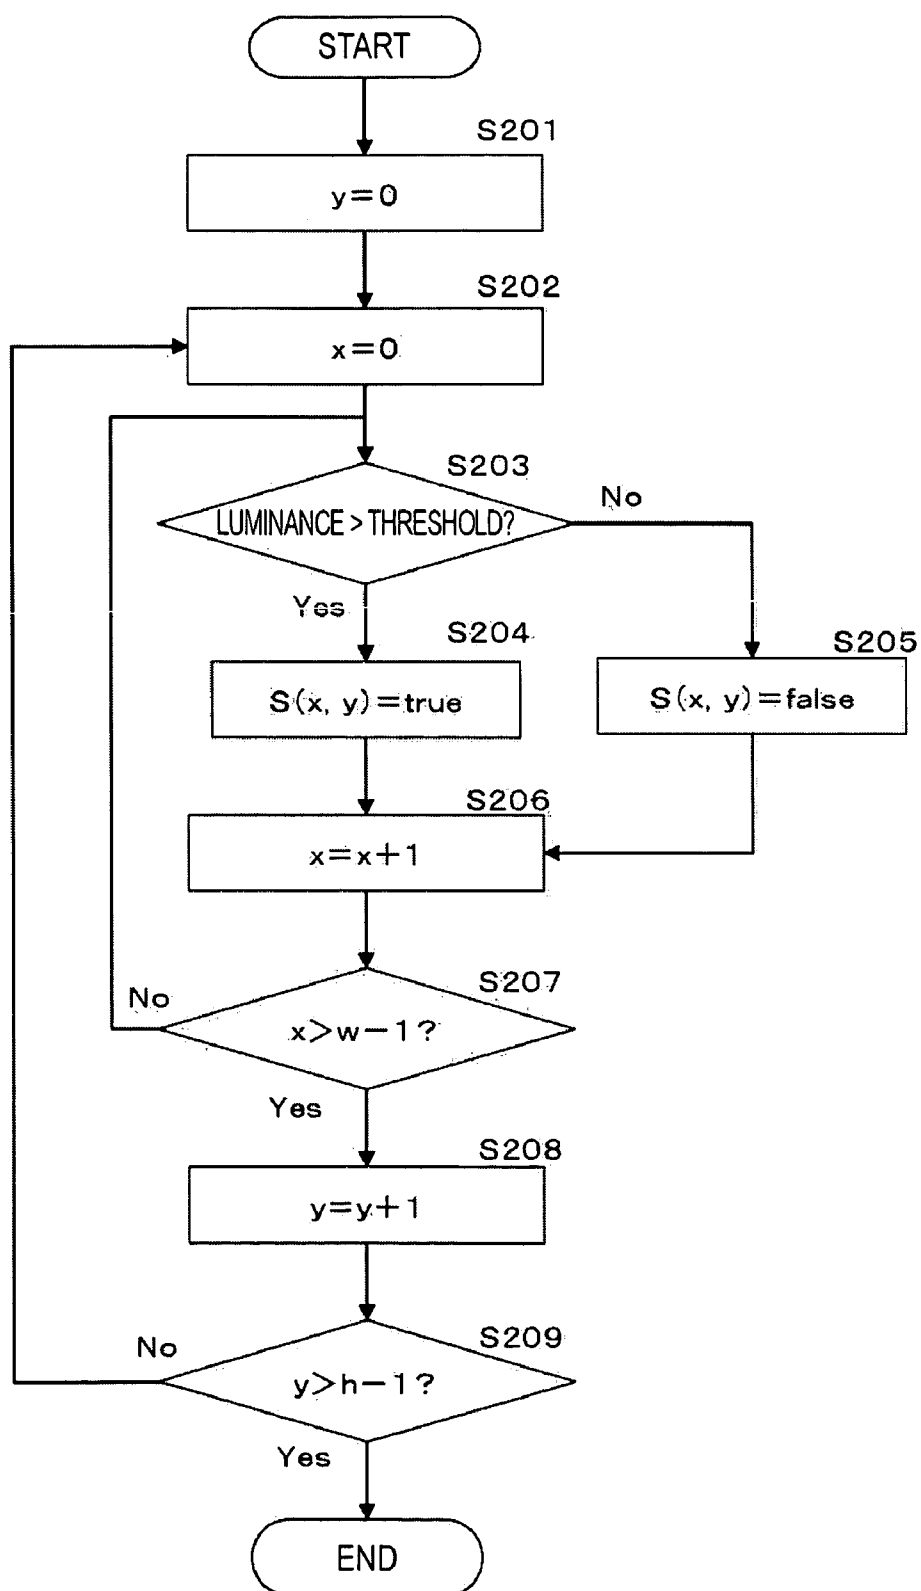 START
S201
y=0
S202
x=0
S203
LUMINANCE > THRESHOLD?
No
Yes
S204
S205
S(x, y)=true
S(x, y)=false
S206
x=x+1
S207
No
x>w-1?
Yes
S208
y=y+1
S209
No
y>h-1?
Yes
END